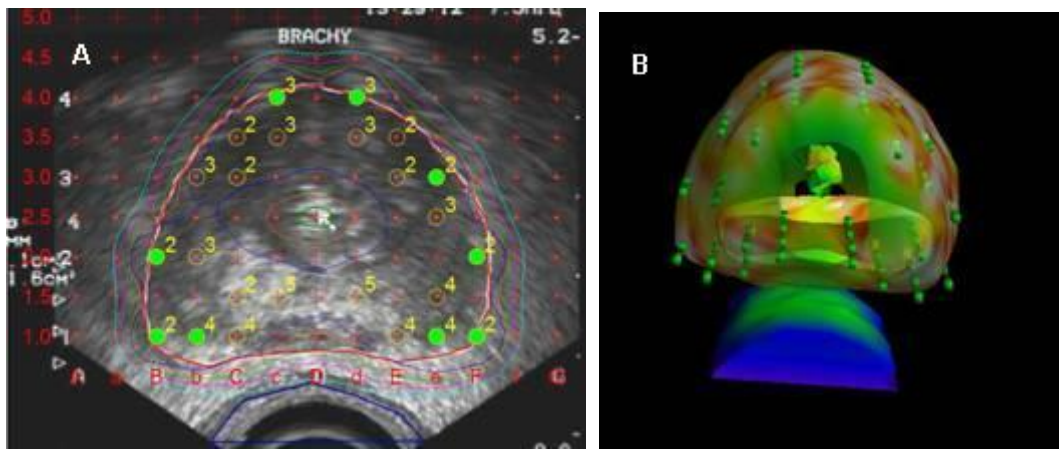 5.0
BRACHY
5.2-
A
B
4.5
4.0 4 3 3
3.5 2 3 3 2
3.0 3 3 2 2 2
2.5 4 3
2.0 2 2 3 2
1.5 2 5 5 4
1.0 2 4 4 4 4 2
A a B b C c D d E e F f G